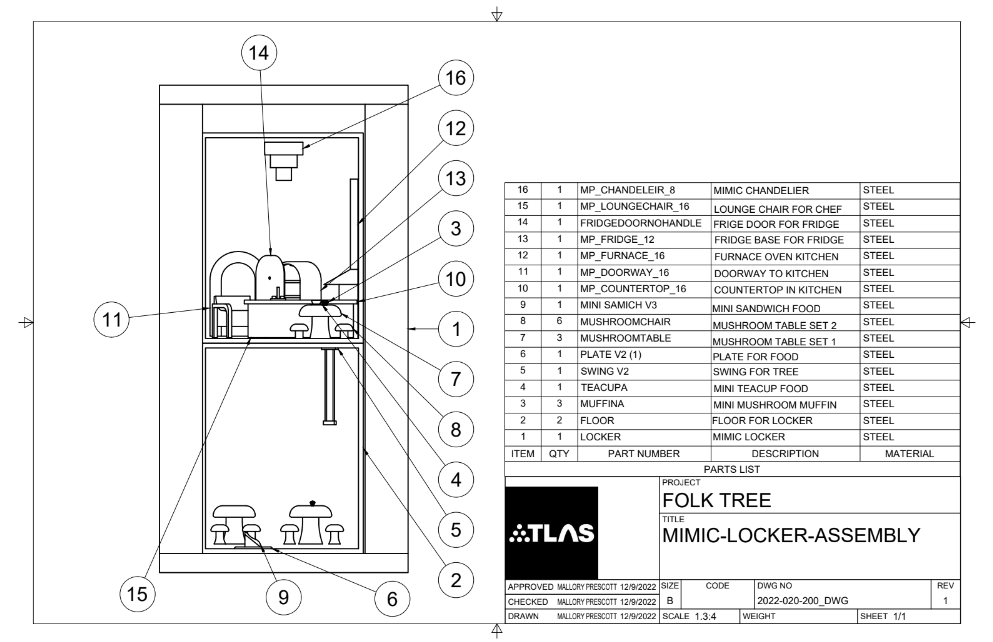 14
16
12
13
3
10
11
1
7
8
4
5
2
15
9
6
16 1 MP_CHANDELEIR_8 MIMIC CHANDELIER STEEL
15 1 MP_LOUNGECHAIR_16 LOUNGE CHAIR FOR CHEF STEEL
14 1 FRIDGEDOORNOHANDLE FRIGE DOOR FOR FRIDGE STEEL
13 1 MP_FRIDGE_12 FRIDGE BASE FOR FRIDGE STEEL
12 1 MP_FURNACE_16 FURNACE OVEN KITCHEN STEEL
11 1 MP_DOORWAY_16 DOORWAY TO KITCHEN STEEL
10 1 MP_COUNTERTOP_16 COUNTERTOP IN KITCHEN STEEL
9 1 MINI SAMICH V3 MINI SANDWICH FOOD STEEL
8 6 MUSHROOMCHAIR MUSHROOM TABLE SET 2 STEEL
7 3 MUSHROOMTABLE MUSHROOM TABLE SET 1 STEEL
6 1 PLATE V2 (1) PLATE FOR FOOD STEEL
5 1 SWING V2 SWING FOR TREE STEEL
4 1 TEACUPA MINI TEACUP FOOD STEEL
3 3 MUFFINA MINI MUSHROOM MUFFIN STEEL
2 2 FLOOR FLOOR FOR LOCKER STEEL
1 1 LOCKER MIMIC LOCKER STEEL
ITEM QTY PART NUMBER DESCRIPTION MATERIAL
PARTS LIST
ATLAS
PROJECT
FOLK TREE
TITLE
MIMIC-LOCKER-ASSEMBLY
APPROVED MALLORY PRESCOTT 12/9/2022 SIZE CODE DWG NO REV
CHECKED MALLORY PRESCOTT 12/9/2022 B 2022-020-200_DWG 1
DRAWN MALLORY PRESCOTT 12/9/2022 SCALE 1.3:4 WEIGHT SHEET 1/1